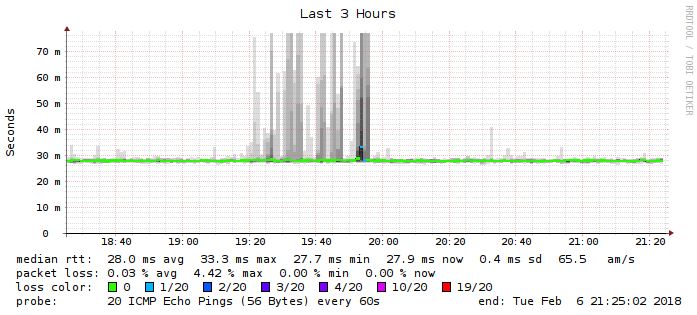 Last 3 Hours
RRDTOOL / TOBI OETIKER
Seconds
70 m
60 m
50 m
40 m
30 m
20 m
10 m
0
18:40 19:00 19:20 19:40 20:00 20:20 20:40 21:00 21:20
median rtt: 28.0 ms avg 33.3 ms max 27.7 ms min 27.9 ms now 0.4 ms sd 65.5 am/s
packet loss: 0.03 % avg 4.42 % max 0.00 % min 0.00 % now
loss color: 0 1/20 2/20 3/20 4/20 10/20 19/20
probe: 20 ICMP Echo Pings (56 Bytes) every 60s end: Tue Feb 6 21:25:02 2018